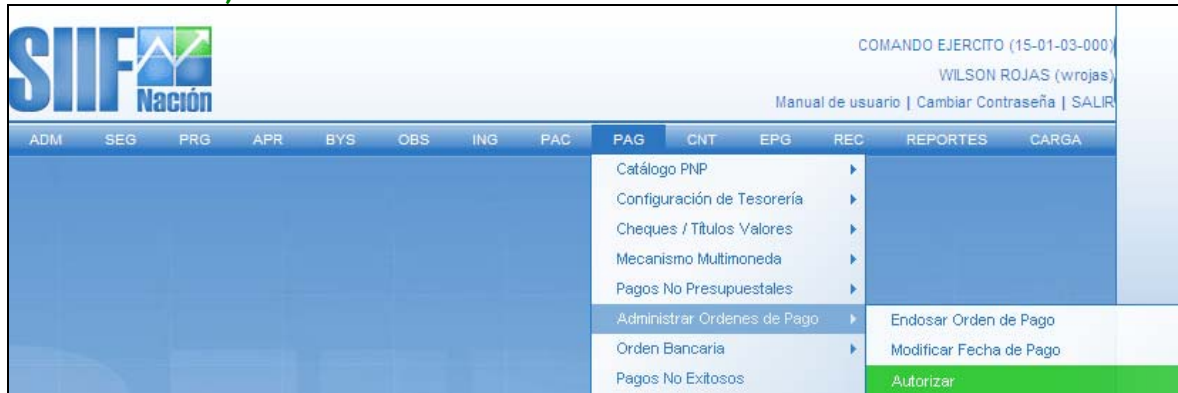 SIIF
Nación
COMANDO EJERCITO (15-01-03-000)
WILSON ROJAS (wrojas)
Manual de usuario | Cambiar Contraseña | SALIR
ADM SEG PRG APR BYS OBS ING PAC PAG CNT EPG REC REPORTES CARGA
Catálogo PNP
Configuración de Tesorería
Cheques / Títulos Valores
Mecanismo Multimoneda
Pagos No Presupuestales
Administrar Ordenes de Pago
Endosar Orden de Pago
Orden Bancaria
Modificar Fecha de Pago
Pagos No Exitosos
Autorizar